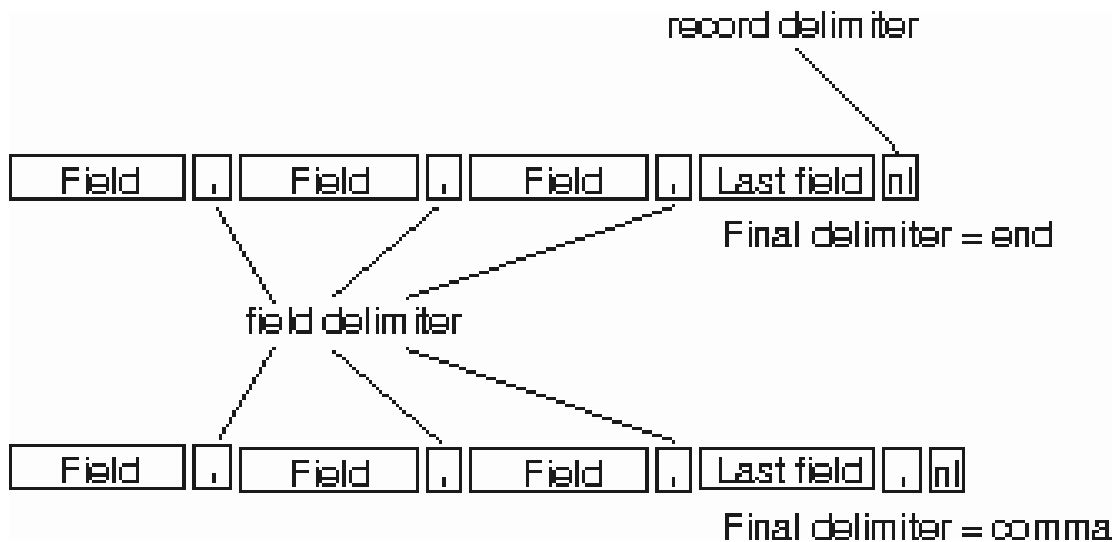 record delimiter
Field , Field , Field , Last field nl
Final delimiter = end
field delimiter
Field , Field , Field , Last field , nl
Final delimiter = comma